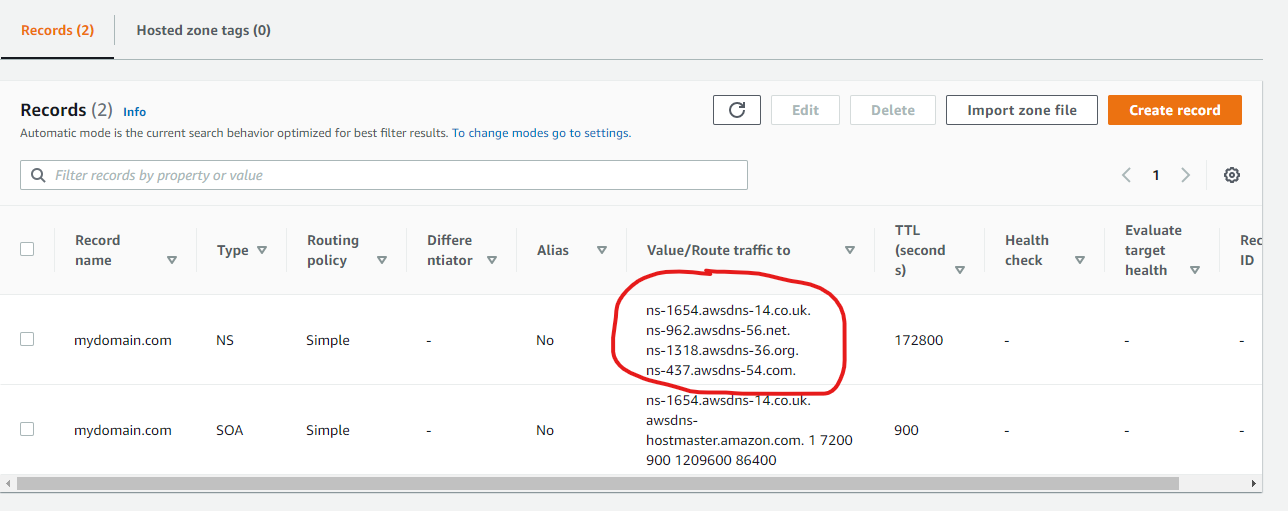 Records (2)
Hosted zone tags (0)
Records (2) Info
Edit
Delete
Import zone file
Create record
Automatic mode is the current search behavior optimized for best filter results. To change modes go to settings.
Filter records by property or value
1
Record
name
Type
Routing
policy
Differe
ntiator
Alias
Value/Route traffic to
TTL
(second
s)
Health
check
Evaluate
target
health
Rec
ID
mydomain.com
NS
Simple
-
No
ns-1654.awsdns-14.co.uk.
ns-962.awsdns-56.net.
ns-1318.awsdns-36.org.
ns-437.awsdns-54.com.
172800
-
-
-
mydomain.com
SOA
Simple
-
No
ns-1654.awsdns-14.co.uk.
awsdns-
hostmaster.amazon.com. 1 7200
900 1209600 86400
900
-
-
-